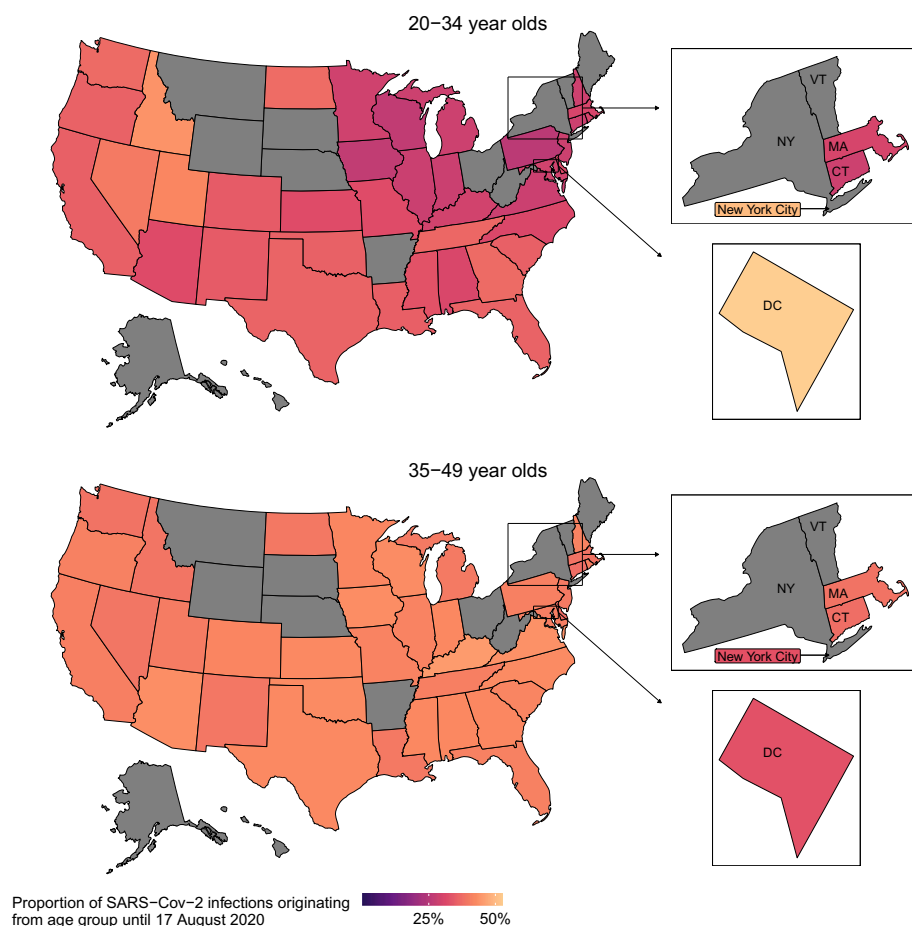 20−34 year olds
VT
NY
MA
CT
New York City
DC
35−49 year olds
VT
NY
MA
CT
New York City
DC
Proportion of SARS−Cov−2 infections originating
from age group until 17 August 2020
25%
50%